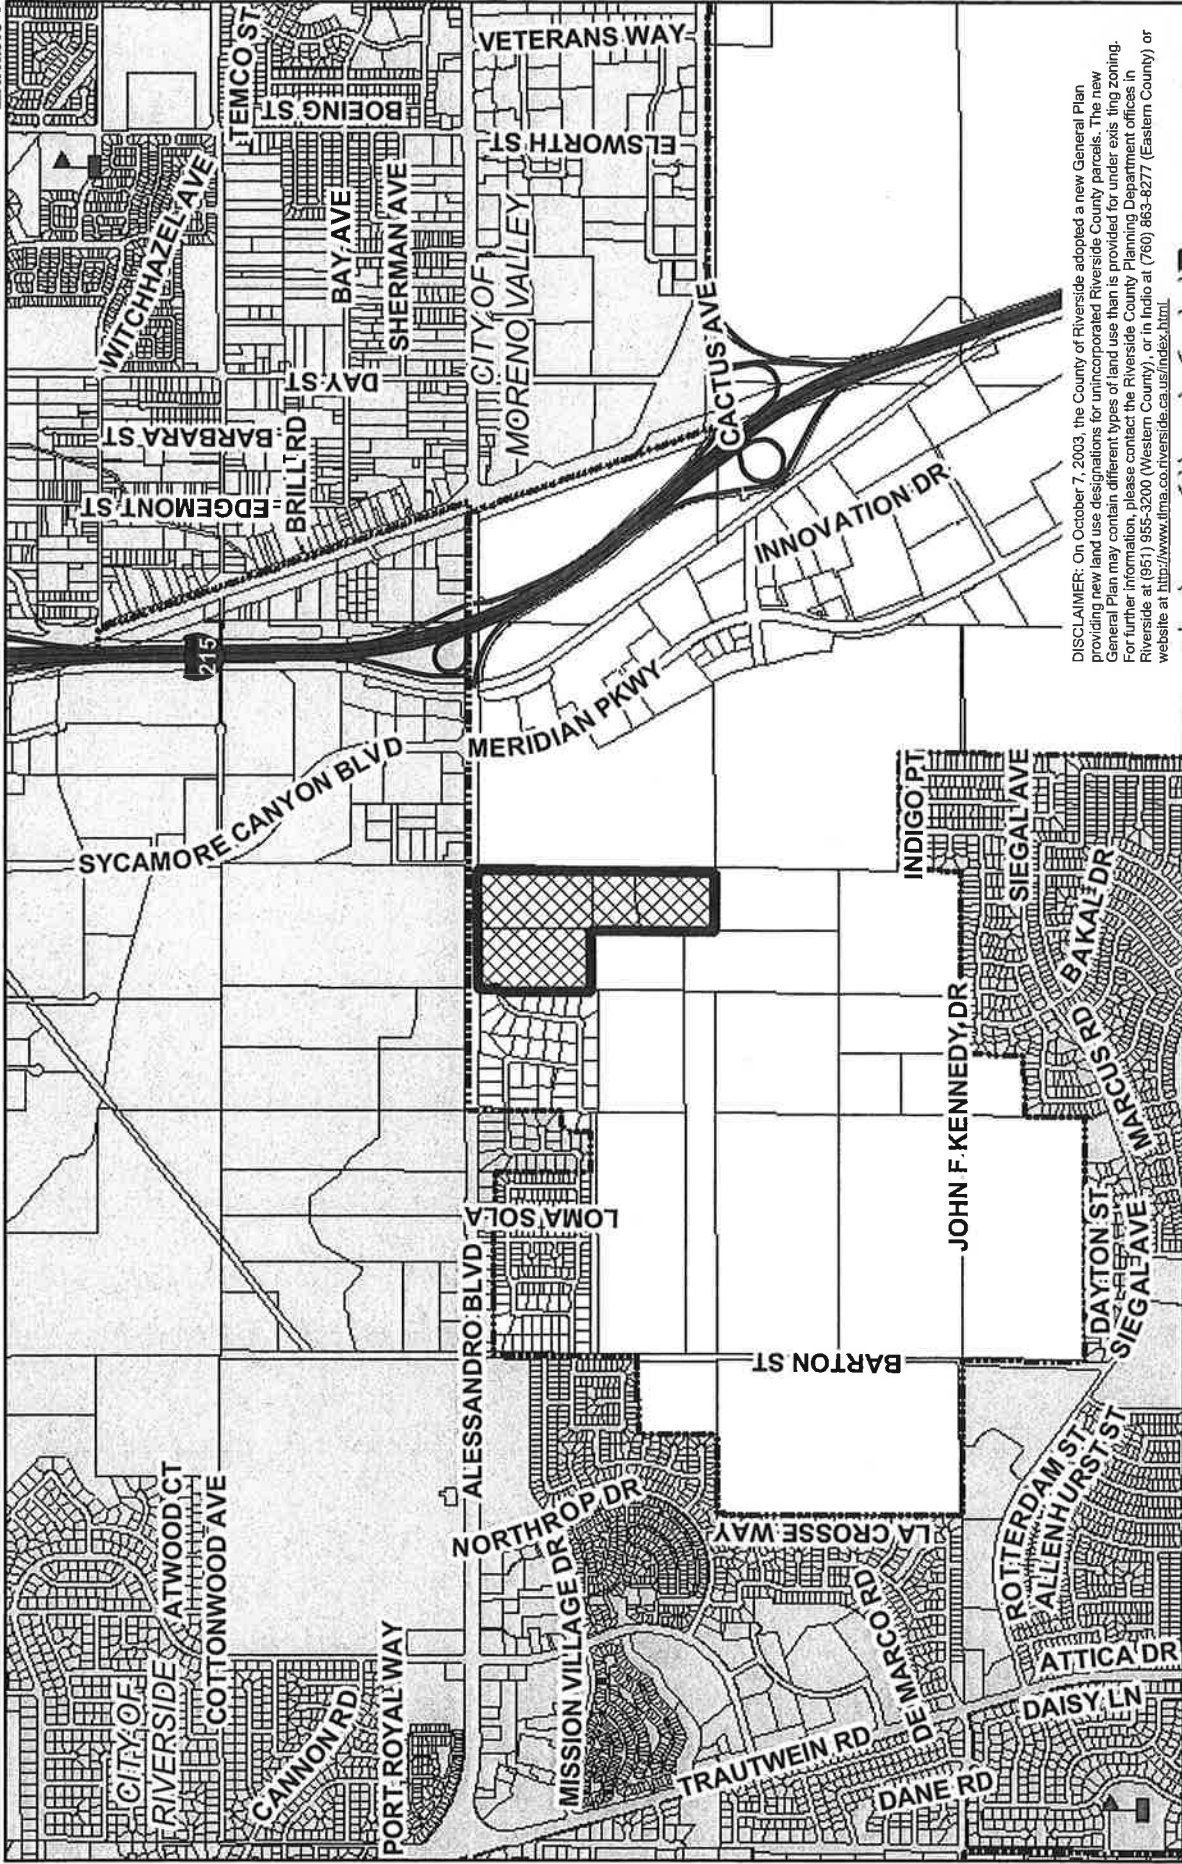 WITCHHAZEL AVE
TEMCO ST
BOEING ST
VETERANS WAY
ELSWORTH ST
BAY AVE
SHERMAN AVE
CITY OF
MORENO VALLEY
DAY ST
BARBARA ST
BRILL RD
EDGEMONT ST
CACTUS AVE
INNOVATION DR
215
MERIDIAN PKWY
SYCAMORE CANYON BLVD
INDIGO PT
SIEGAL AVE
BAKAL DR
MARCUS RD
JOHN F KENNEDY DR
LOMA SOLA
ALESSANDRO BLVD
DAYTON ST
SIEGAL AVE
BARTON ST
ATWOOD CT
COTTONWOOD AVE
NORTHROP DR
LA CROSSE WAY
ROTTERDAM ST
ALLENHURST ST
CITY OF
RIVERSIDE
CANNON RD
PORT ROYAL WAY
MISSION VILLAGE DR
DE MARCO RD
ATTICA DR
DAISY LN
TRAUTWEIN RD
DANE RD
DISCLAIMER: On October 7, 2003, the County of Riverside adopted a new General Plan
providing new land use designations for unincorporated Riverside County parcels. The new
General Plan may contain different types of land use than is provided for under exis ting zoning.
For further information, please contact the Riverside County Planning Department offices in
Riverside at (951) 955-3200 (Western County), or in Indio at (760) 863-8277 (Eastern County) or
website at http://www.tlma.co.riverside.ca.us/index.html